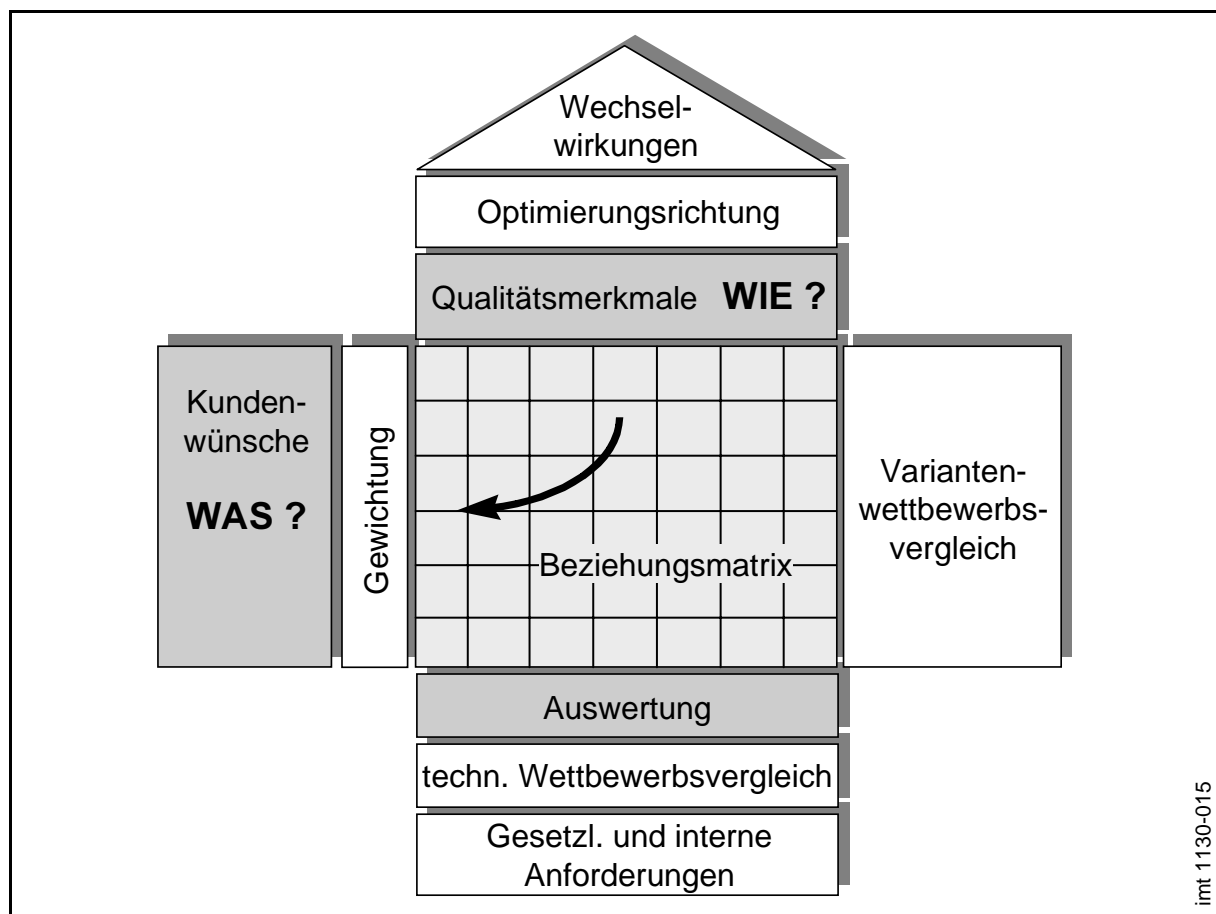 Wechsel-
wirkungen
Optimierungsrichtung
Qualitätsmerkmale WIE ?
Kunden-
wünsche
WAS ?
Gewichtung
Beziehungsmatrix
Varianten-
wettbewerbs-
vergleich
Auswertung
techn. Wettbewerbsvergleich
Gesetzl. und interne
Anforderungen
imt 1130-015